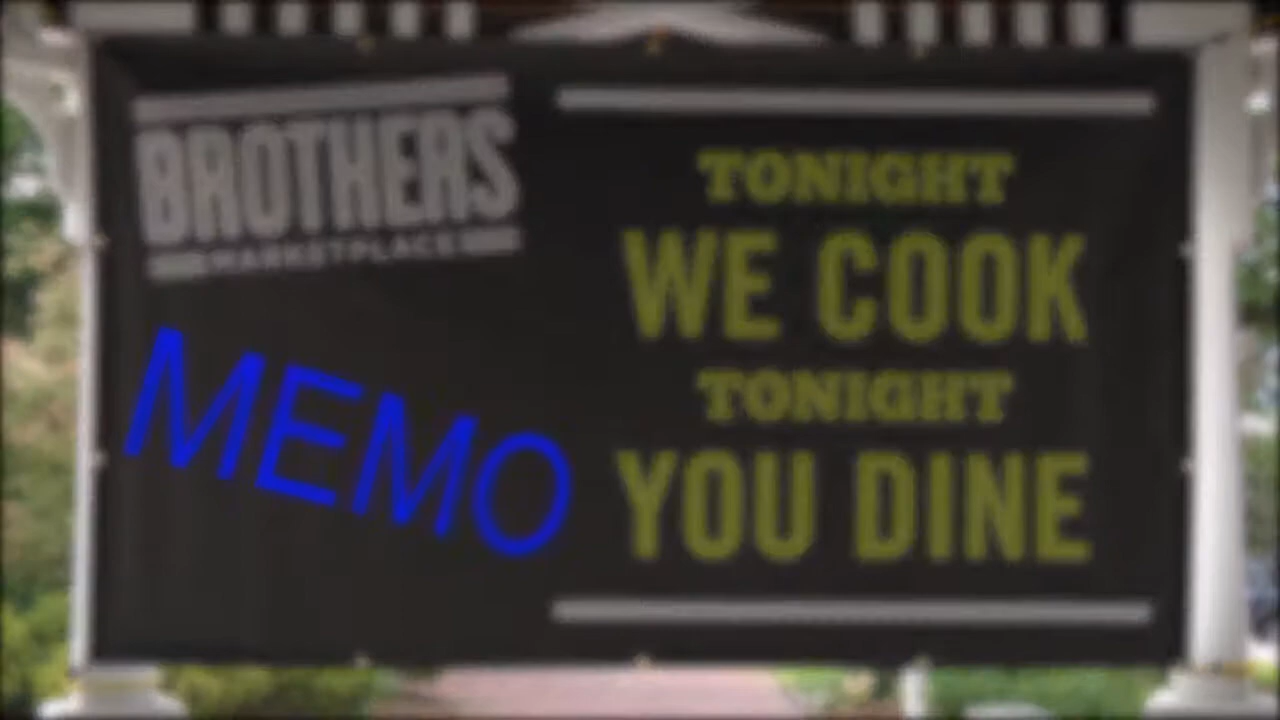 BROTHERS
MARKETPLACE
MEMO
TONIGHT
WE COOK
TONIGHT
YOU DINE